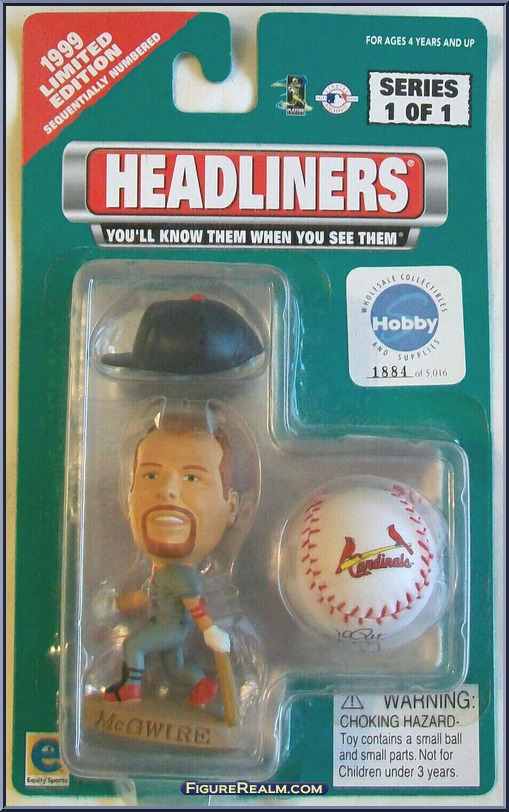 1999
LIMITED
EDITION
SEQUENTIALLY NUMBERED
FOR AGES 4 YEARS AND UP
SERIES
1 OF 1
HEADLINERS®
YOU'LL KNOW THEM WHEN YOU SEE THEM
WHOLESALE COLLECTIBLES
Hobby
AND SUPPLIES
1884 of 5,016
Cardinals
McGWIRE
⚠ WARNING:
CHOKING HAZARD-
Toy contains a small ball
and small parts. Not for
Children under 3 years.
e
Equity Sports
FIGUREREALM.COM